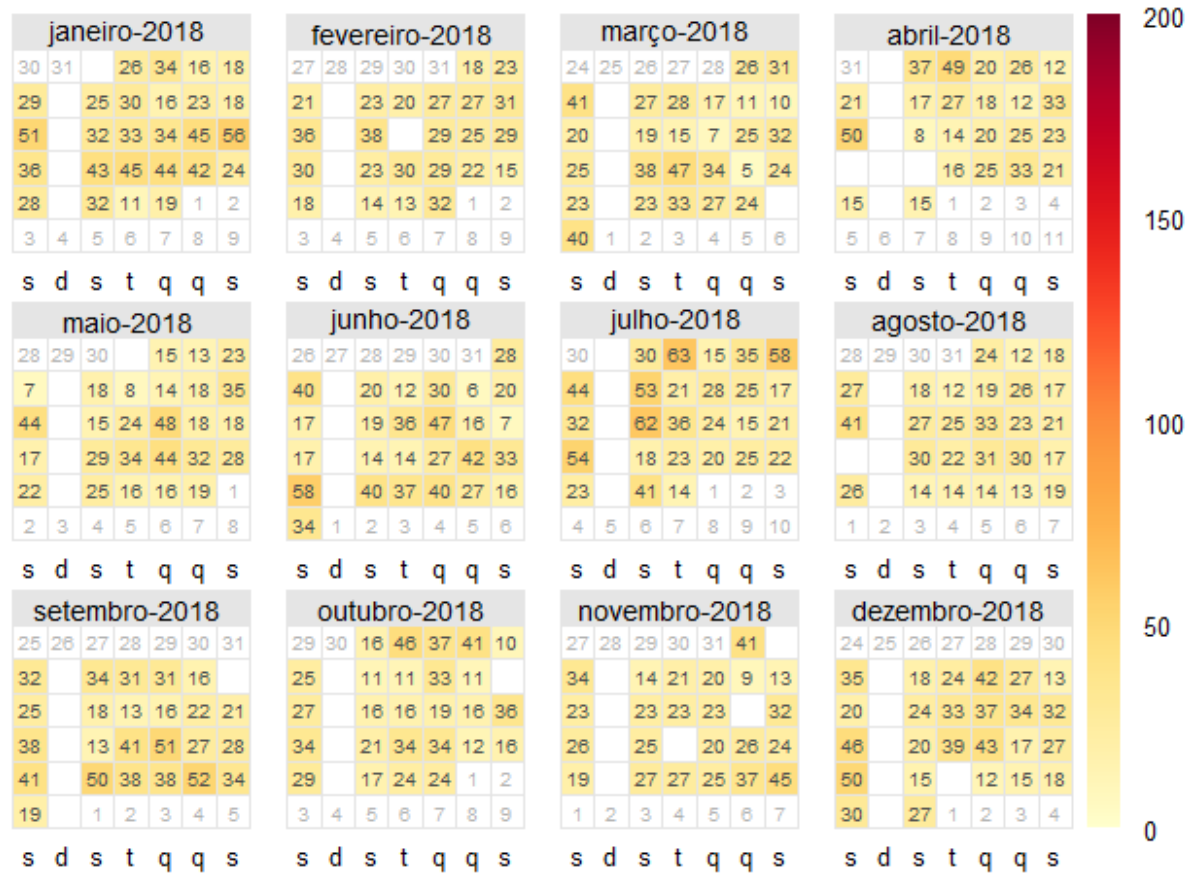 janeiro-2018 fevereiro-2018 março-2018 abril-2018 200
30 31 26 34 16 18 27 28 29 30 31 18 23 24 25 26 27 28 26 31 31 37 49 20 26 12
29 25 30 16 23 18 21 23 20 27 27 31 41 27 28 17 11 10 21 17 27 18 12 33
51 32 33 34 45 56 36 38 29 25 29 20 19 15 7 25 32 50 8 14 20 25 23
36 43 45 44 42 24 30 23 30 29 22 15 25 38 47 34 5 24 16 25 33 21
150
28 32 11 19 1 2 18 14 13 32 1 2 23 23 33 27 24 15 15 1 2 3 4
3 4 5 6 7 8 9 3 4 5 6 7 8 9 40 1 2 3 4 5 6 5 6 7 8 9 10 11
s d s t q q s s d s t q q s s d s t q q s s d s t q q s
maio-2018 junho-2018 julho-2018 agosto-2018
28 29 30 15 13 23 26 27 28 29 30 31 28 30 30 63 15 35 58 28 29 30 31 24 12 18
7 18 8 14 18 35 40 20 12 30 6 20 44 53 21 28 25 17 27 18 12 19 26 17
44 15 24 48 18 18 17 19 36 47 16 7 32 62 36 24 15 21 41 27 25 33 23 21 100
17 29 34 44 32 28 17 14 14 27 42 33 54 18 23 20 25 22 30 22 31 30 17
22 25 16 16 19 1 58 40 37 40 27 16 23 41 14 1 2 3 26 14 14 14 13 19
2 3 4 5 6 7 8 34 1 2 3 4 5 6 4 5 6 7 8 9 10 1 2 3 4 5 6 7
s d s t q q s s d s t q q s s d s t q q s s d s t q q s
setembro-2018 outubro-2018 novembro-2018 dezembro-2018
50
25 26 27 28 29 30 31 29 30 16 46 37 41 10 27 28 29 30 31 41 24 25 26 27 28 29 30
32 34 31 31 16 25 11 11 33 11 34 14 21 20 9 13 35 18 24 42 27 13
25 18 13 16 22 21 27 16 16 19 16 36 23 23 23 23 32 20 24 33 37 34 32
38 13 41 51 27 28 34 21 34 34 12 16 26 25 20 26 24 46 20 39 43 17 27
41 50 38 38 52 34 29 17 24 24 1 2 19 27 27 25 37 45 50 15 12 15 18
19 1 2 3 4 5 3 4 5 6 7 8 9 1 2 3 4 5 6 7 30 27 1 2 3 4 0
s d s t q q s s d s t q q s s d s t q q s s d s t q q s